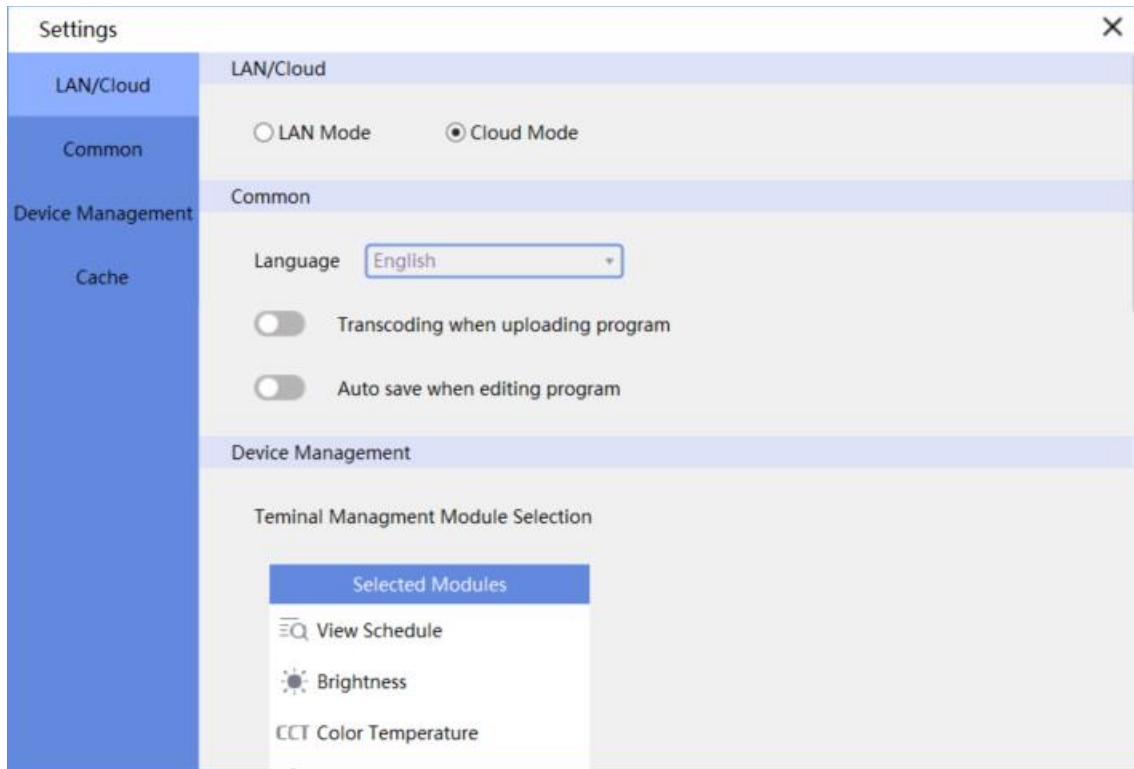 Settings
LAN/Cloud
Common
Device Management
Cache
LAN/Cloud
LAN Mode Cloud Mode
Common
Language English
Transcoding when uploading program
Auto save when editing program
Device Management
Teminal Managment Module Selection
Selected Modules
View Schedule
Brightness
CCT Color Temperature